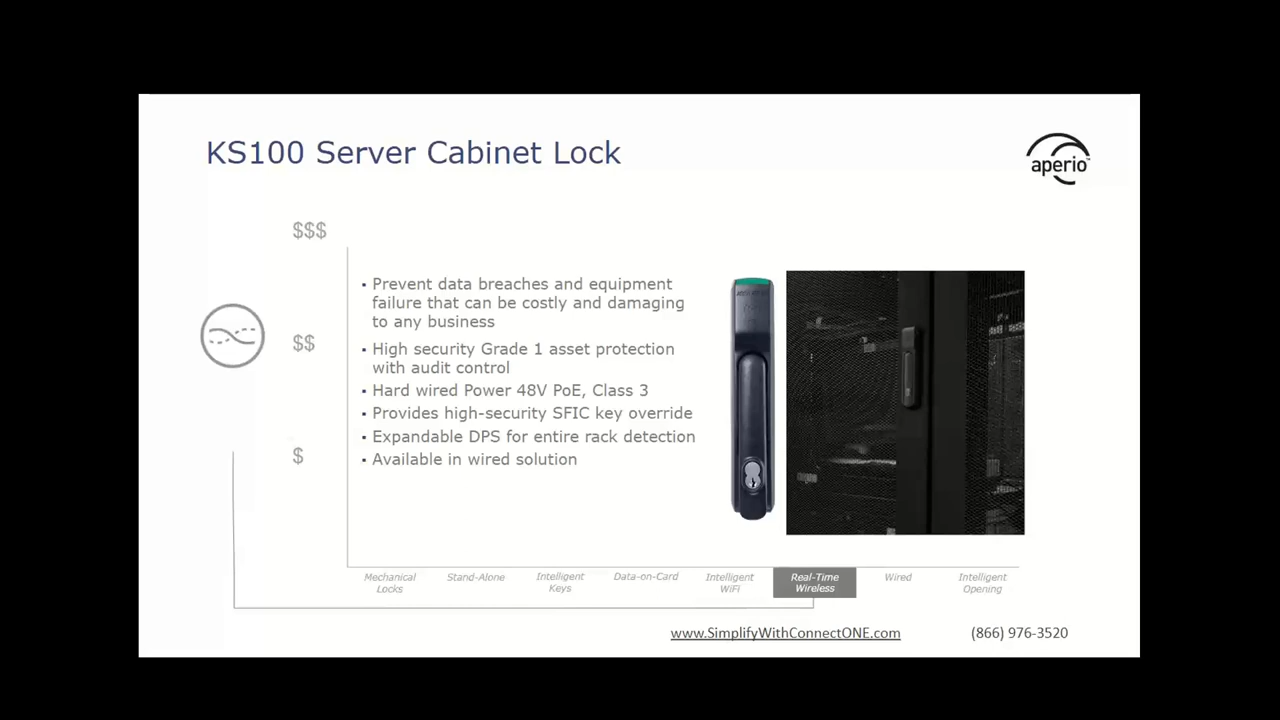 KS100 Server Cabinet Lock
aperio™
$$$
$$
$
▪ Prevent data breaches and equipment
failure that can be costly and damaging
to any business
▪ High security Grade 1 asset protection
with audit control
▪ Hard wired Power 48V PoE, Class 3
▪ Provides high-security SFIC key override
▪ Expandable DPS for entire rack detection
▪ Available in wired solution
Mechanical
Locks
Stand-Alone
Intelligent
Keys
Data-on-Card
Intelligent
WiFi
Real-Time
Wireless
Wired
Intelligent
Opening
www.SimplifyWithConnectONE.com
(866) 976-3520